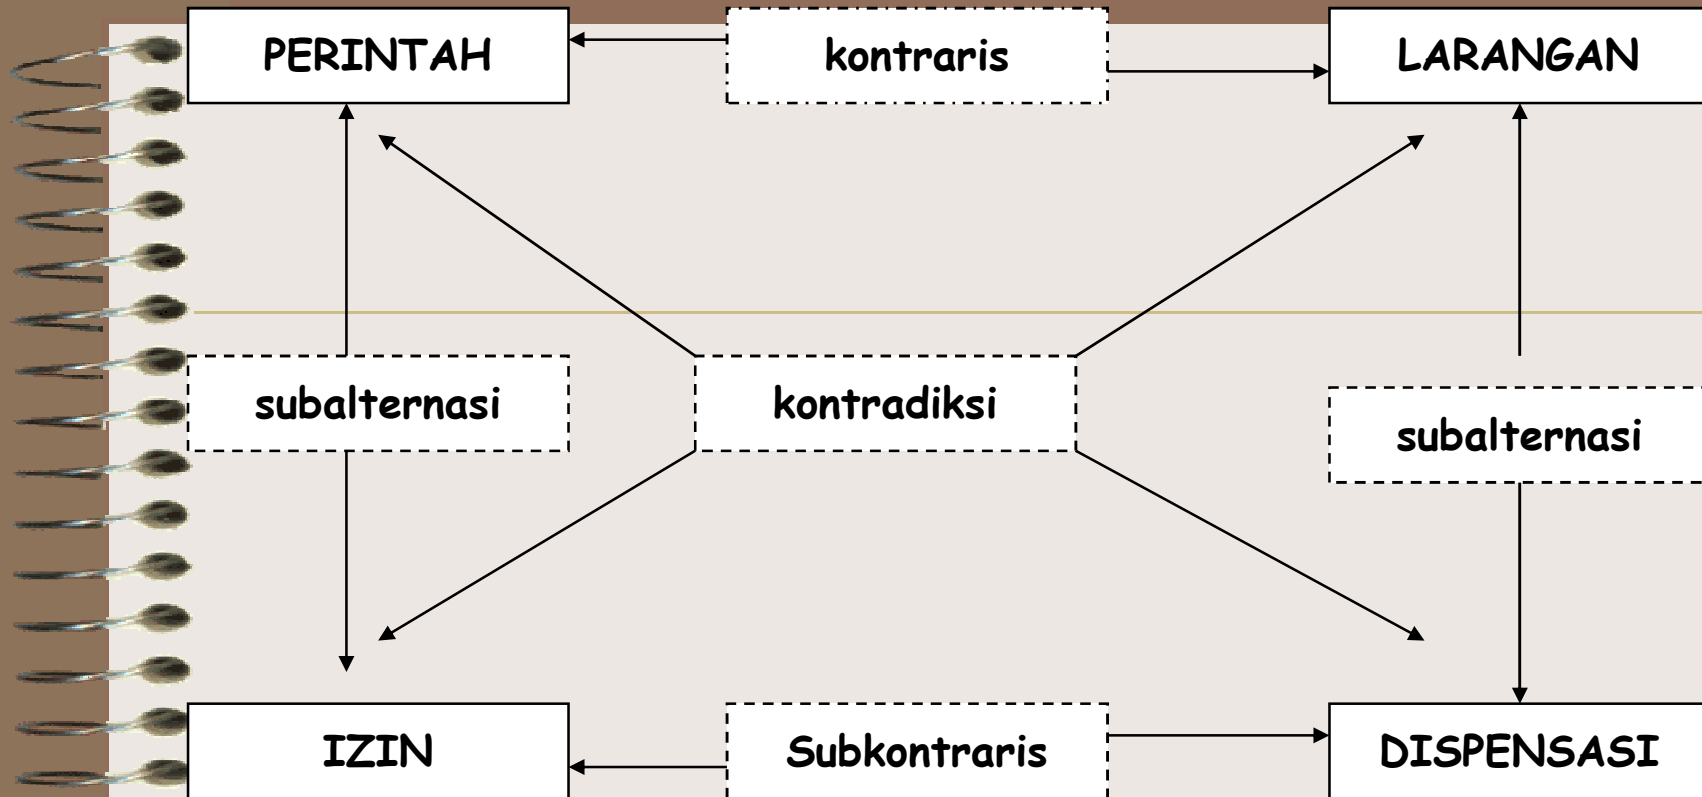 PERINTAH
kontraris
LARANGAN
subalternasi
kontradiksi
subalternasi
IZIN
Subkontraris
DISPENSASI